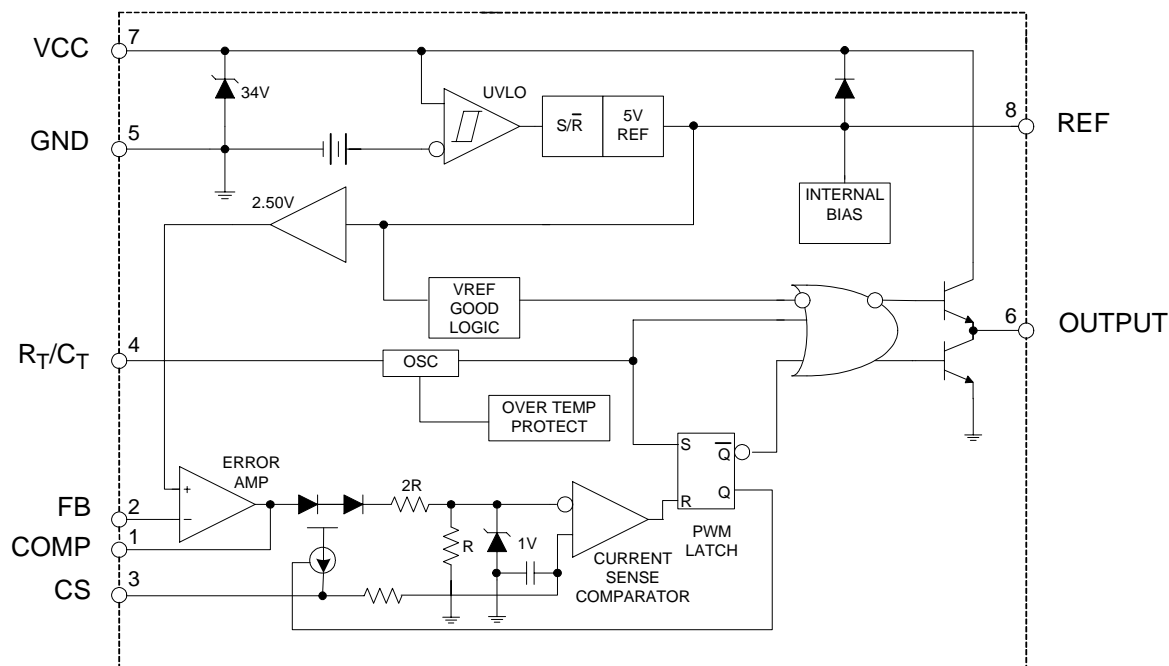 VCC
7
34V
UVLO
S/R̅
5V
REF
8
REF
GND
5
INTERNAL
BIAS
2.50V
VREF
GOOD
LOGIC
6
OUTPUT
R_T/C_T
4
OSC
OVER TEMP
PROTECT
S
Q̅
R
Q
PWM
LATCH
ERROR
AMP
+
−
FB
2
COMP
1
2R
R
1V
CURRENT
SENSE
COMPARATOR
CS
3